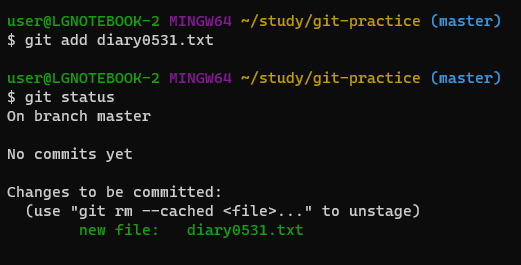 user@LGNOTEBOOK-2 MINGW64 ~/study/git-practice (master)
$ git add diary0531.txt

user@LGNOTEBOOK-2 MINGW64 ~/study/git-practice (master)
$ git status
On branch master

No commits yet

Changes to be committed:
  (use "git rm --cached <file>..." to unstage)
        new file:   diary0531.txt